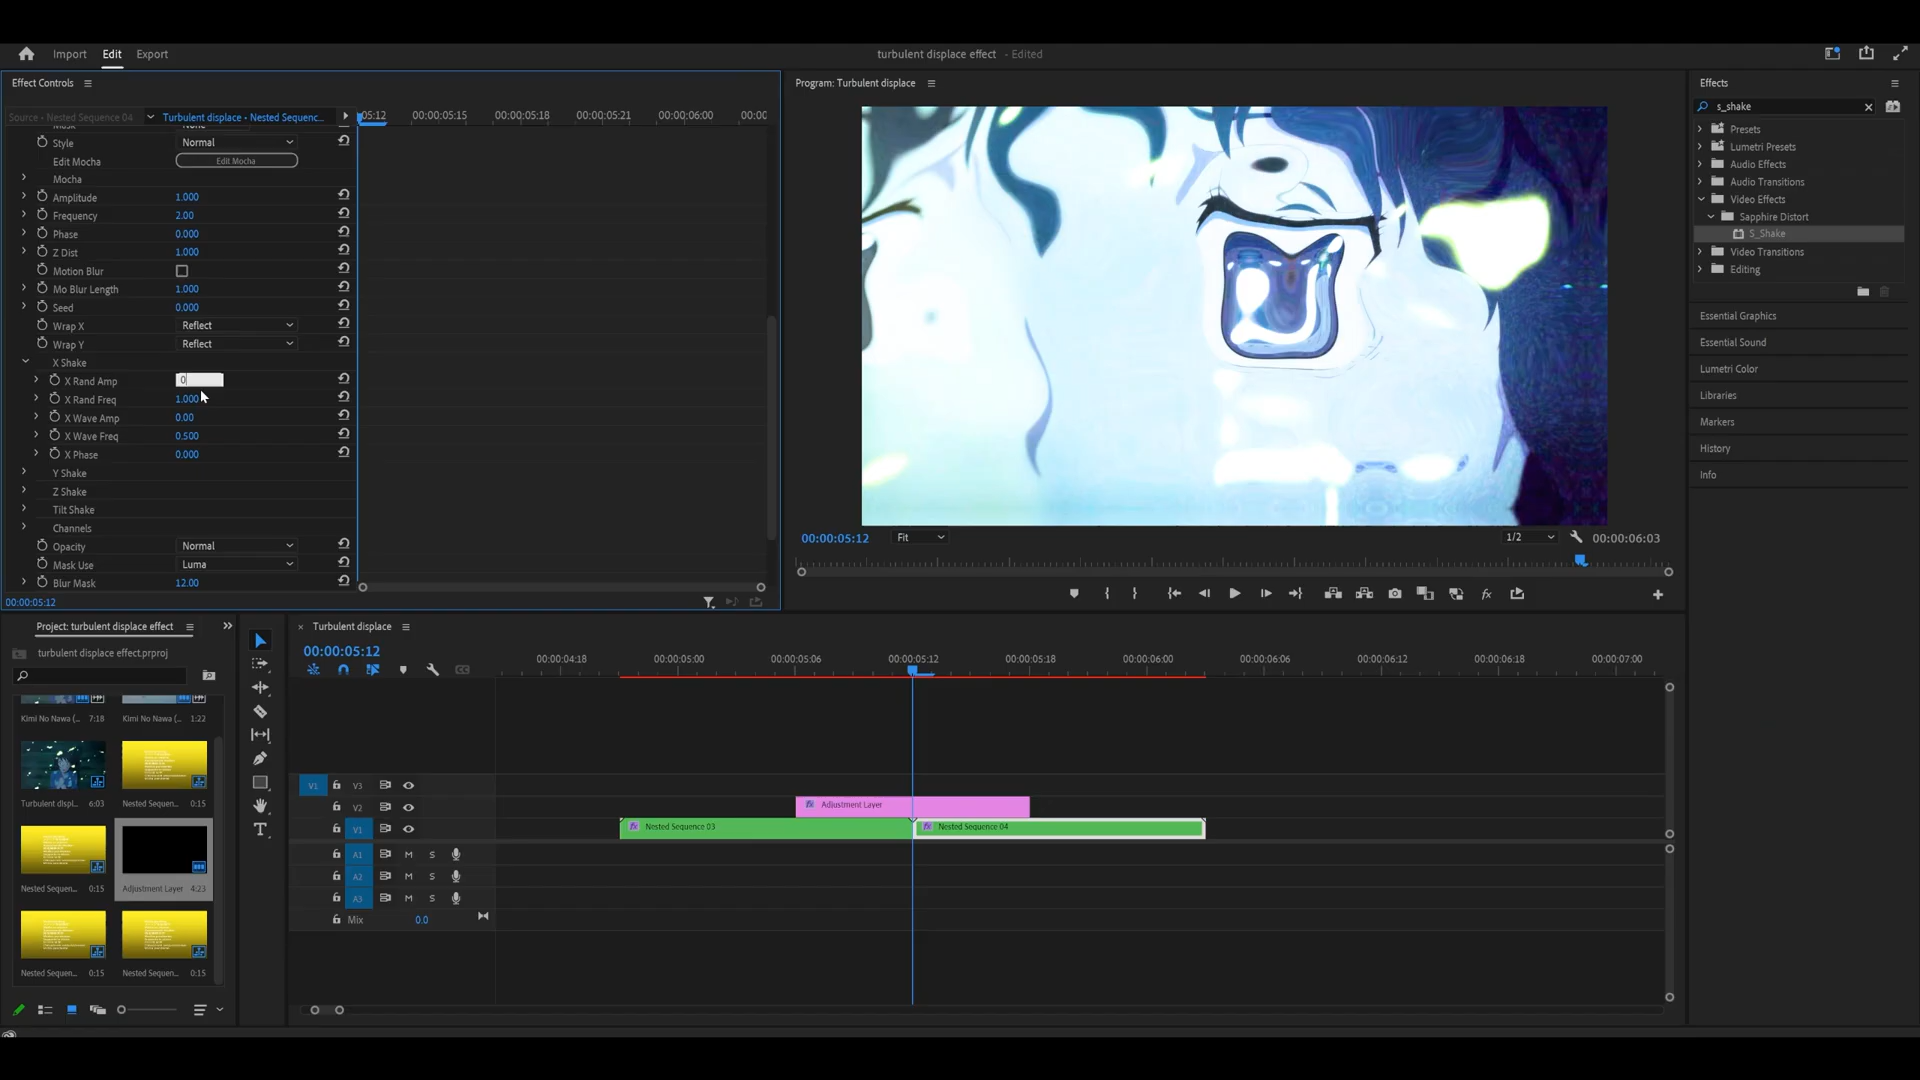 Import Edit Export
turbulent displace effect - Edited
Effect Controls
Source • Nested Sequence 04
Turbulent displace • Nested Sequenc...
05:12 00:00:05:15 00:00:05:18 00:00:05:21 00:00:06:00 00:00
Style Normal
Edit Mocha Edit Mocha
Mocha
Amplitude 1.000
Frequency 2.00
Phase 0.000
Z Dist 1.000
Motion Blur
Mo Blur Length 1.000
Seed 0.000
Wrap X Reflect
Wrap Y Reflect
X Shake
X Rand Amp 0
X Rand Freq 1.000
X Wave Amp 0.00
X Wave Freq 0.500
X Phase 0.000
Y Shake
Z Shake
Tilt Shake
Channels
Opacity Normal
Mask Use Luma
Blur Mask 12.00
00:00:05:12
Program: Turbulent displace
00:00:05:12 Fit 1/2 00:00:06:03
Effects
s_shake
Presets
Lumetri Presets
Audio Effects
Audio Transitions
Video Effects
Sapphire Distort
S_Shake
Video Transitions
Editing
Essential Graphics
Essential Sound
Lumetri Color
Libraries
Markers
History
Info
Project: turbulent displace effect
turbulent displace effect.prproj
Kimi No Nawa (... 7:18 Kimi No Nawa (... 1:22
Turbulent displ... 6:03 Nested Sequen... 0:15
Nested Sequen... 0:15 Adjustment Layer 4:23
Nested Sequen... 0:15 Nested Sequen... 0:15
Turbulent displace
00:00:05:12
00:00:04:18 00:00:05:00 00:00:05:06 00:00:05:12 00:00:05:18 00:00:06:00 00:00:06:06 00:00:06:12 00:00:06:18 00:00:07:00
V1 V3
V2 Adjustment Layer
V1 Nested Sequence 03 Nested Sequence 04
A1 M S
A2 M S
A3 M S
Mix 0.0